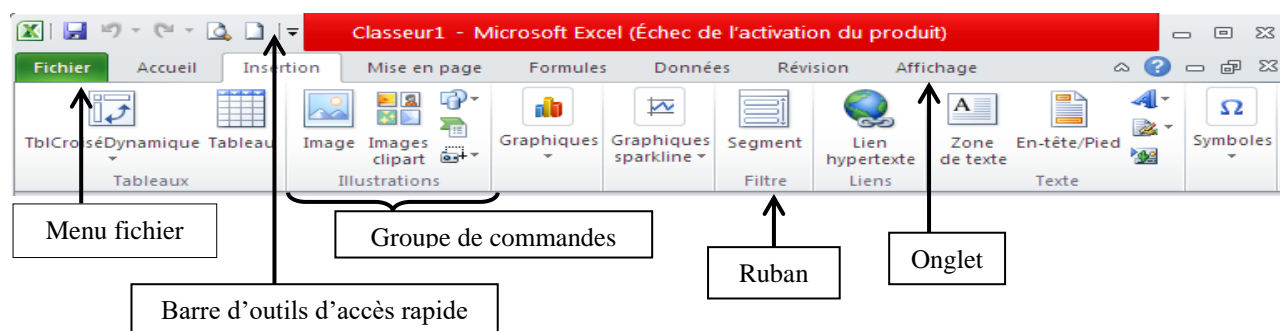 Classeur1 - Microsoft Excel (Échec de l'activation du produit)
Fichier Accueil Insertion Mise en page Formules Données Révision Affichage
TblCroiséDynamique Tableau Image Images clipart Graphiques Graphiques sparkline Segment Lien hypertexte Zone de texte En-tête/Pied Symboles
Tableaux Illustrations Filtre Liens Texte
Menu fichier
Groupe de commandes
Ruban
Onglet
Barre d'outils d'accès rapide